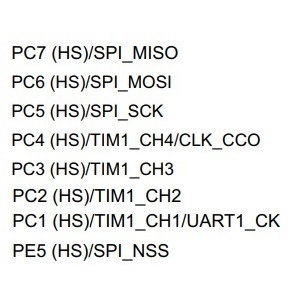 PC7 (HS)/SPI_MISO
PC6 (HS)/SPI_MOSI
PC5 (HS)/SPI_SCK
PC4 (HS)/TIM1_CH4/CLK_CCO
PC3 (HS)/TIM1_CH3
PC2 (HS)/TIM1_CH2
PC1 (HS)/TIM1_CH1/UART1_CK
PE5 (HS)/SPI_NSS